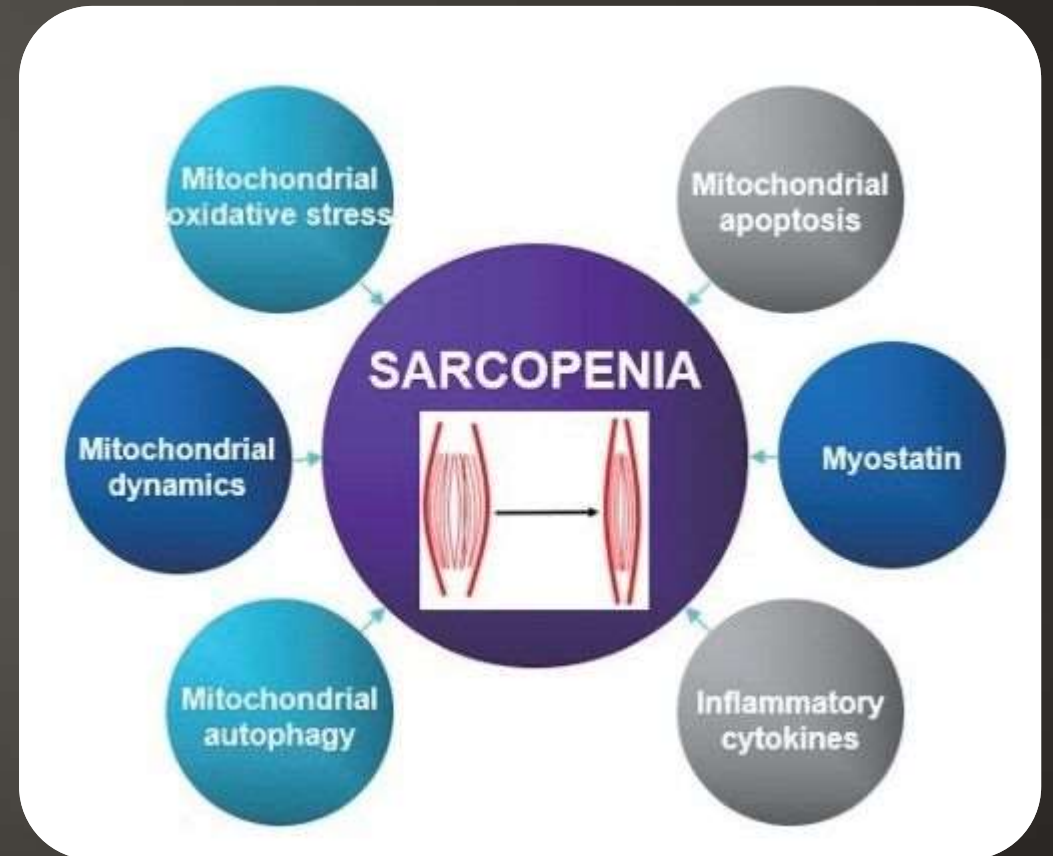 Mitochondrial
oxidative stress
Mitochondrial
apoptosis
SARCOPENIA
Mitochondrial
dynamics
Myostatin
Mitochondrial
autophagy
Inflammatory
cytokines